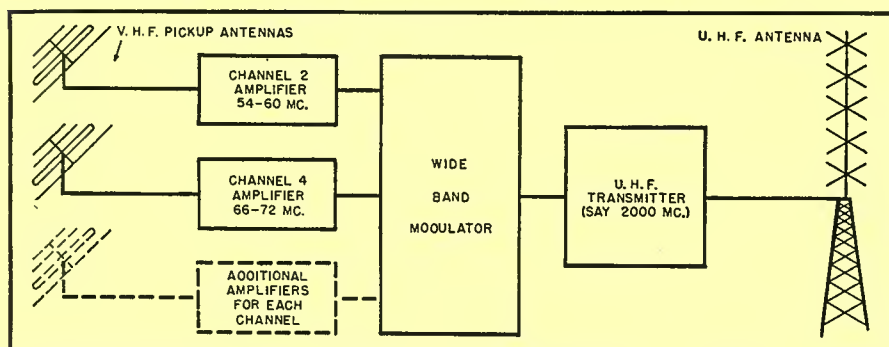 V. H. F. PICKUP ANTENNAS
U. H. F. ANTENNA
CHANNEL 2
AMPLIFIER
54-60 MC.
CHANNEL 4
AMPLIFIER
66-72 MC.
ADDITIONAL
AMPLIFIERS
FOR EACH
CHANNEL
WIDE
BAND
MODULATOR
U. H. F.
TRANSMITTER
(SAY 2000 MC.)